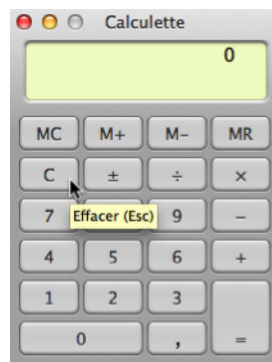 Calculette
0
MC M+ M- MR
C ± ÷ ×
7 Effacer (Esc) 9 −
4 5 6 +
1 2 3
0 , =